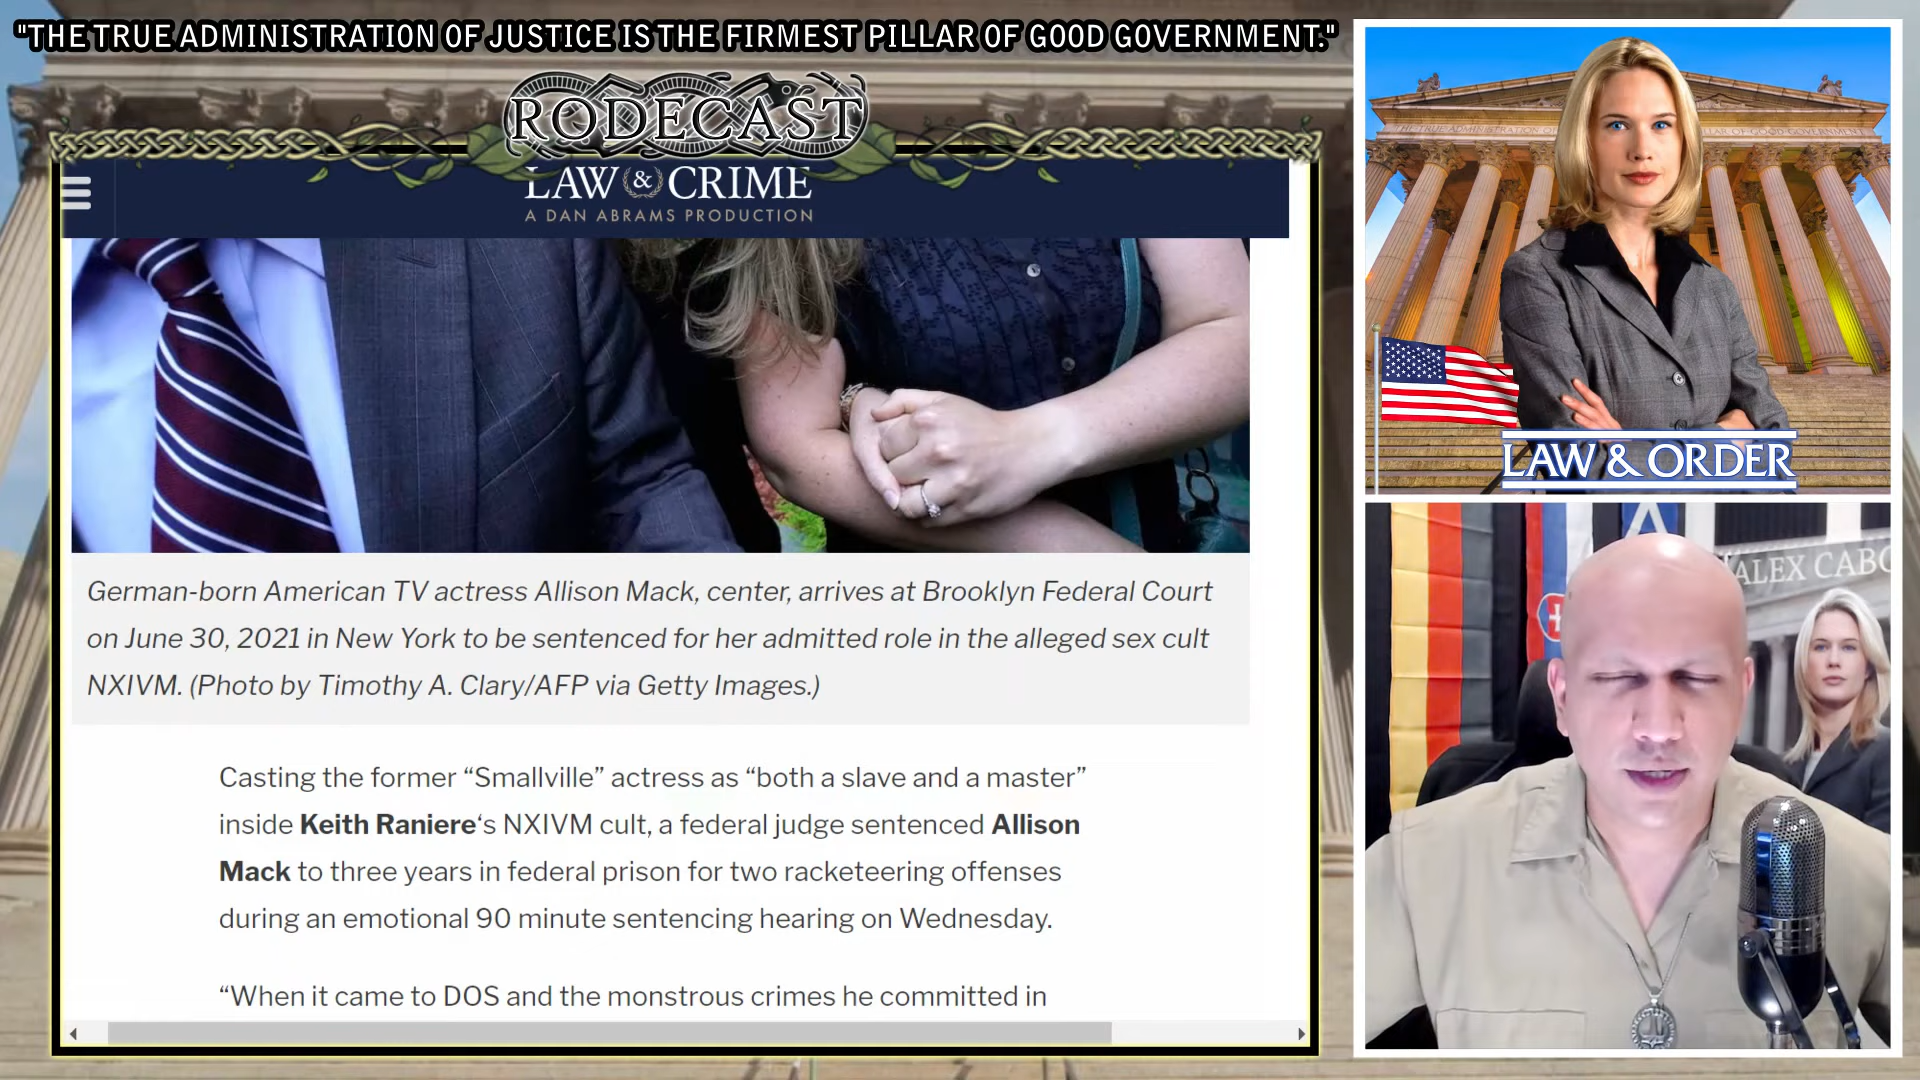 "THE TRUE ADMINISTRATION OF JUSTICE IS THE FIRMEST PILLAR OF GOOD GOVERNMENT."
RODECAST
LAW & CRIME
A DAN ABRAMS PRODUCTION
German-born American TV actress Allison Mack, center, arrives at Brooklyn Federal Court
on June 30, 2021 in New York to be sentenced for her admitted role in the alleged sex cult
NXIVM. (Photo by Timothy A. Clary/AFP via Getty Images.)
Casting the former “Smallville” actress as “both a slave and a master”
inside Keith Raniere‘s NXIVM cult, a federal judge sentenced Allison
Mack to three years in federal prison for two racketeering offenses
during an emotional 90 minute sentencing hearing on Wednesday.
“When it came to DOS and the monstrous crimes he committed in
LAW & ORDER
ALEX CABO